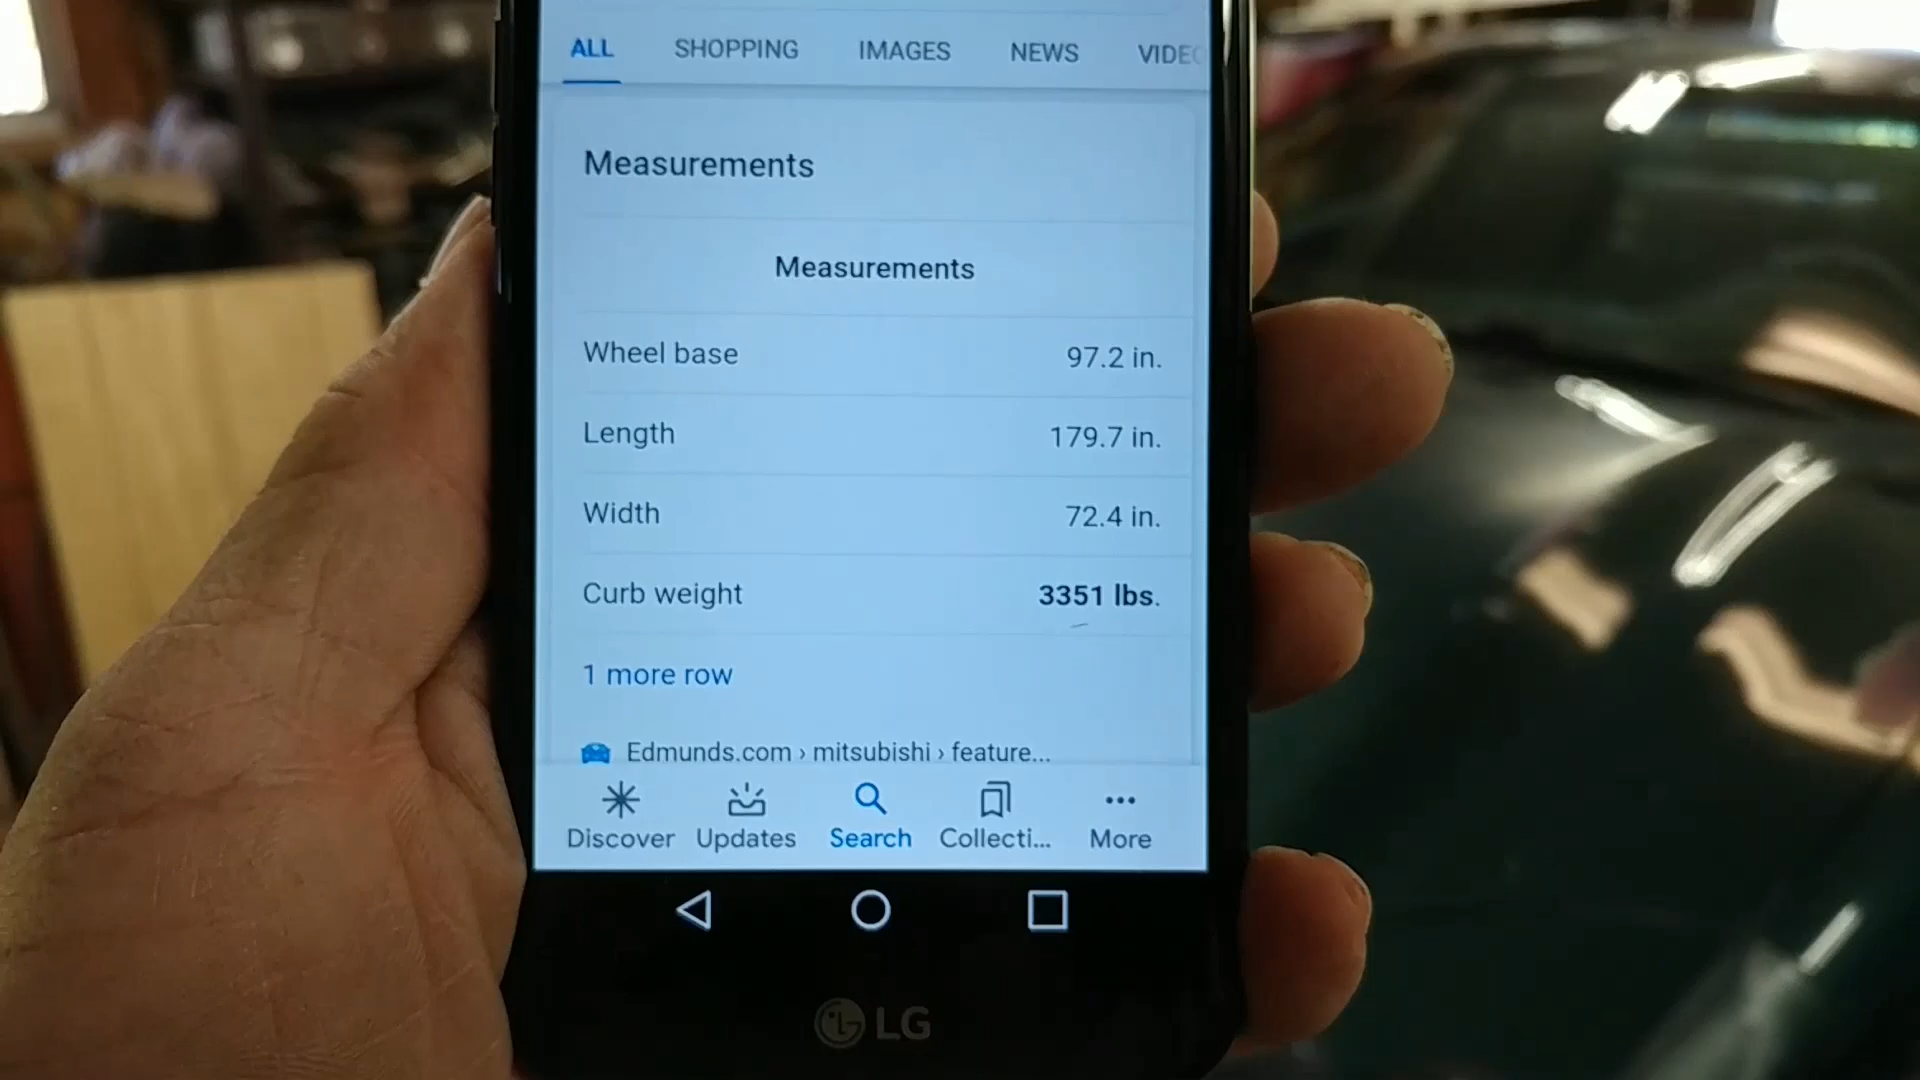 ALL SHOPPING IMAGES NEWS VIDEO
Measurements
Measurements
Wheel base 97.2 in.
Length 179.7 in.
Width 72.4 in.
Curb weight 3351 lbs.
1 more row
Edmunds.com › mitsubishi › feature...
Discover Updates Search Collecti... More
LG